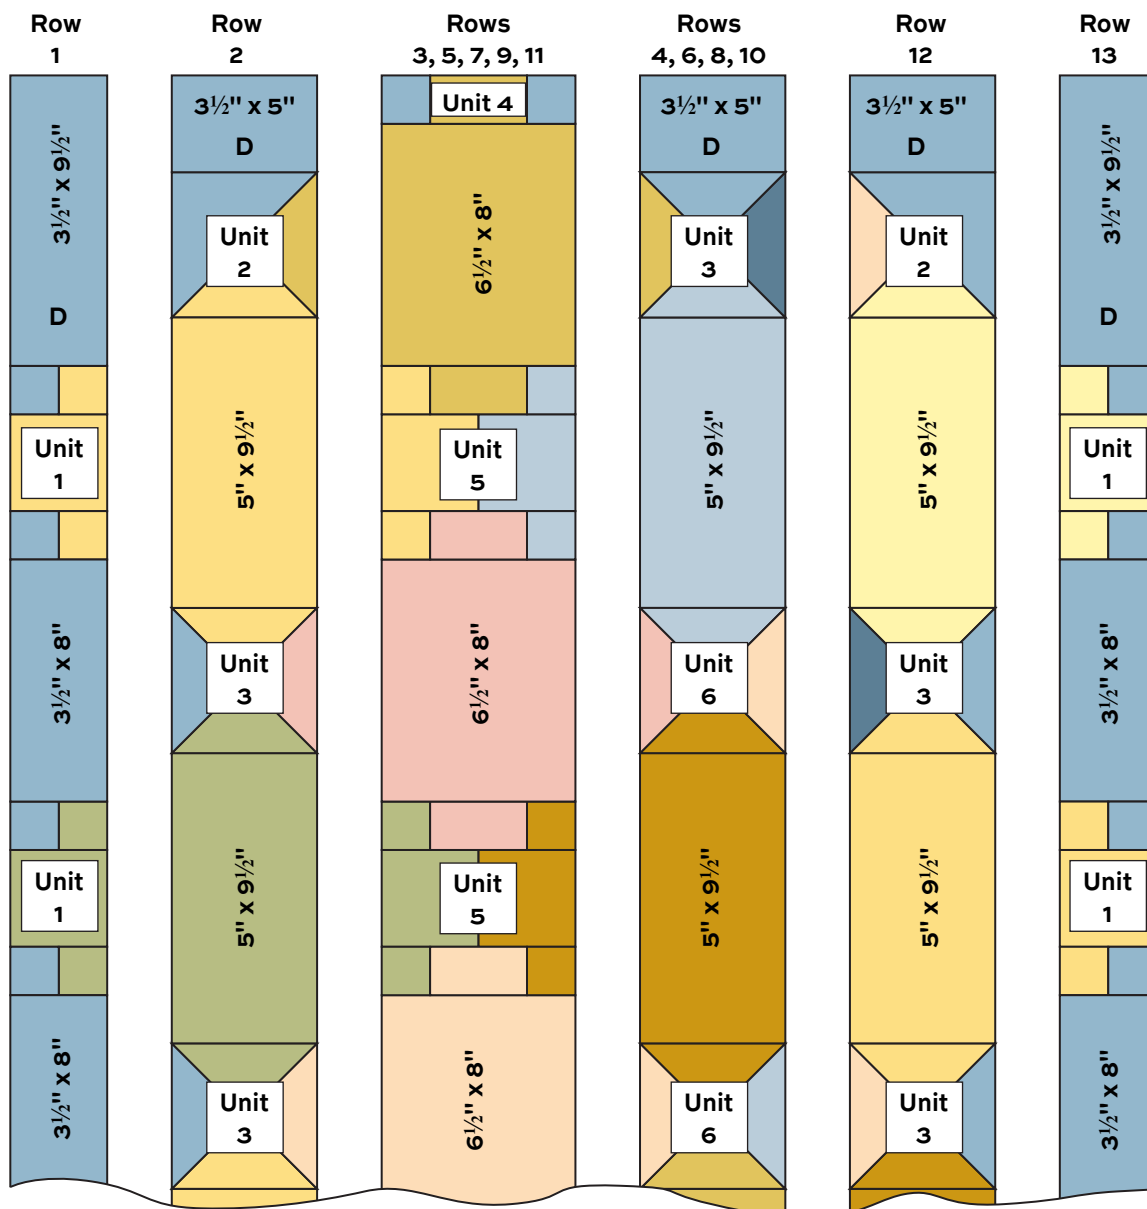 Row
1
Row
2
Rows
3, 5, 7, 9, 11
Rows
4, 6, 8, 10
Row
12
Row
13
3½" x 9½"
D
Unit
1
3½" x 8"
Unit
1
3½" x 8"
3½" x 5"
D
Unit
2
5" x 9½"
Unit
3
5" x 9½"
Unit
3
Unit 4
6½" x 8"
Unit
5
6½" x 8"
Unit
5
6½" x 8"
3½" x 5"
D
Unit
3
5" x 9½"
Unit
6
5" x 9½"
Unit
6
3½" x 5"
D
Unit
2
5" x 9½"
Unit
3
5" x 9½"
Unit
3
3½" x 9½"
D
Unit
1
3½" x 8"
Unit
1
3½" x 8"